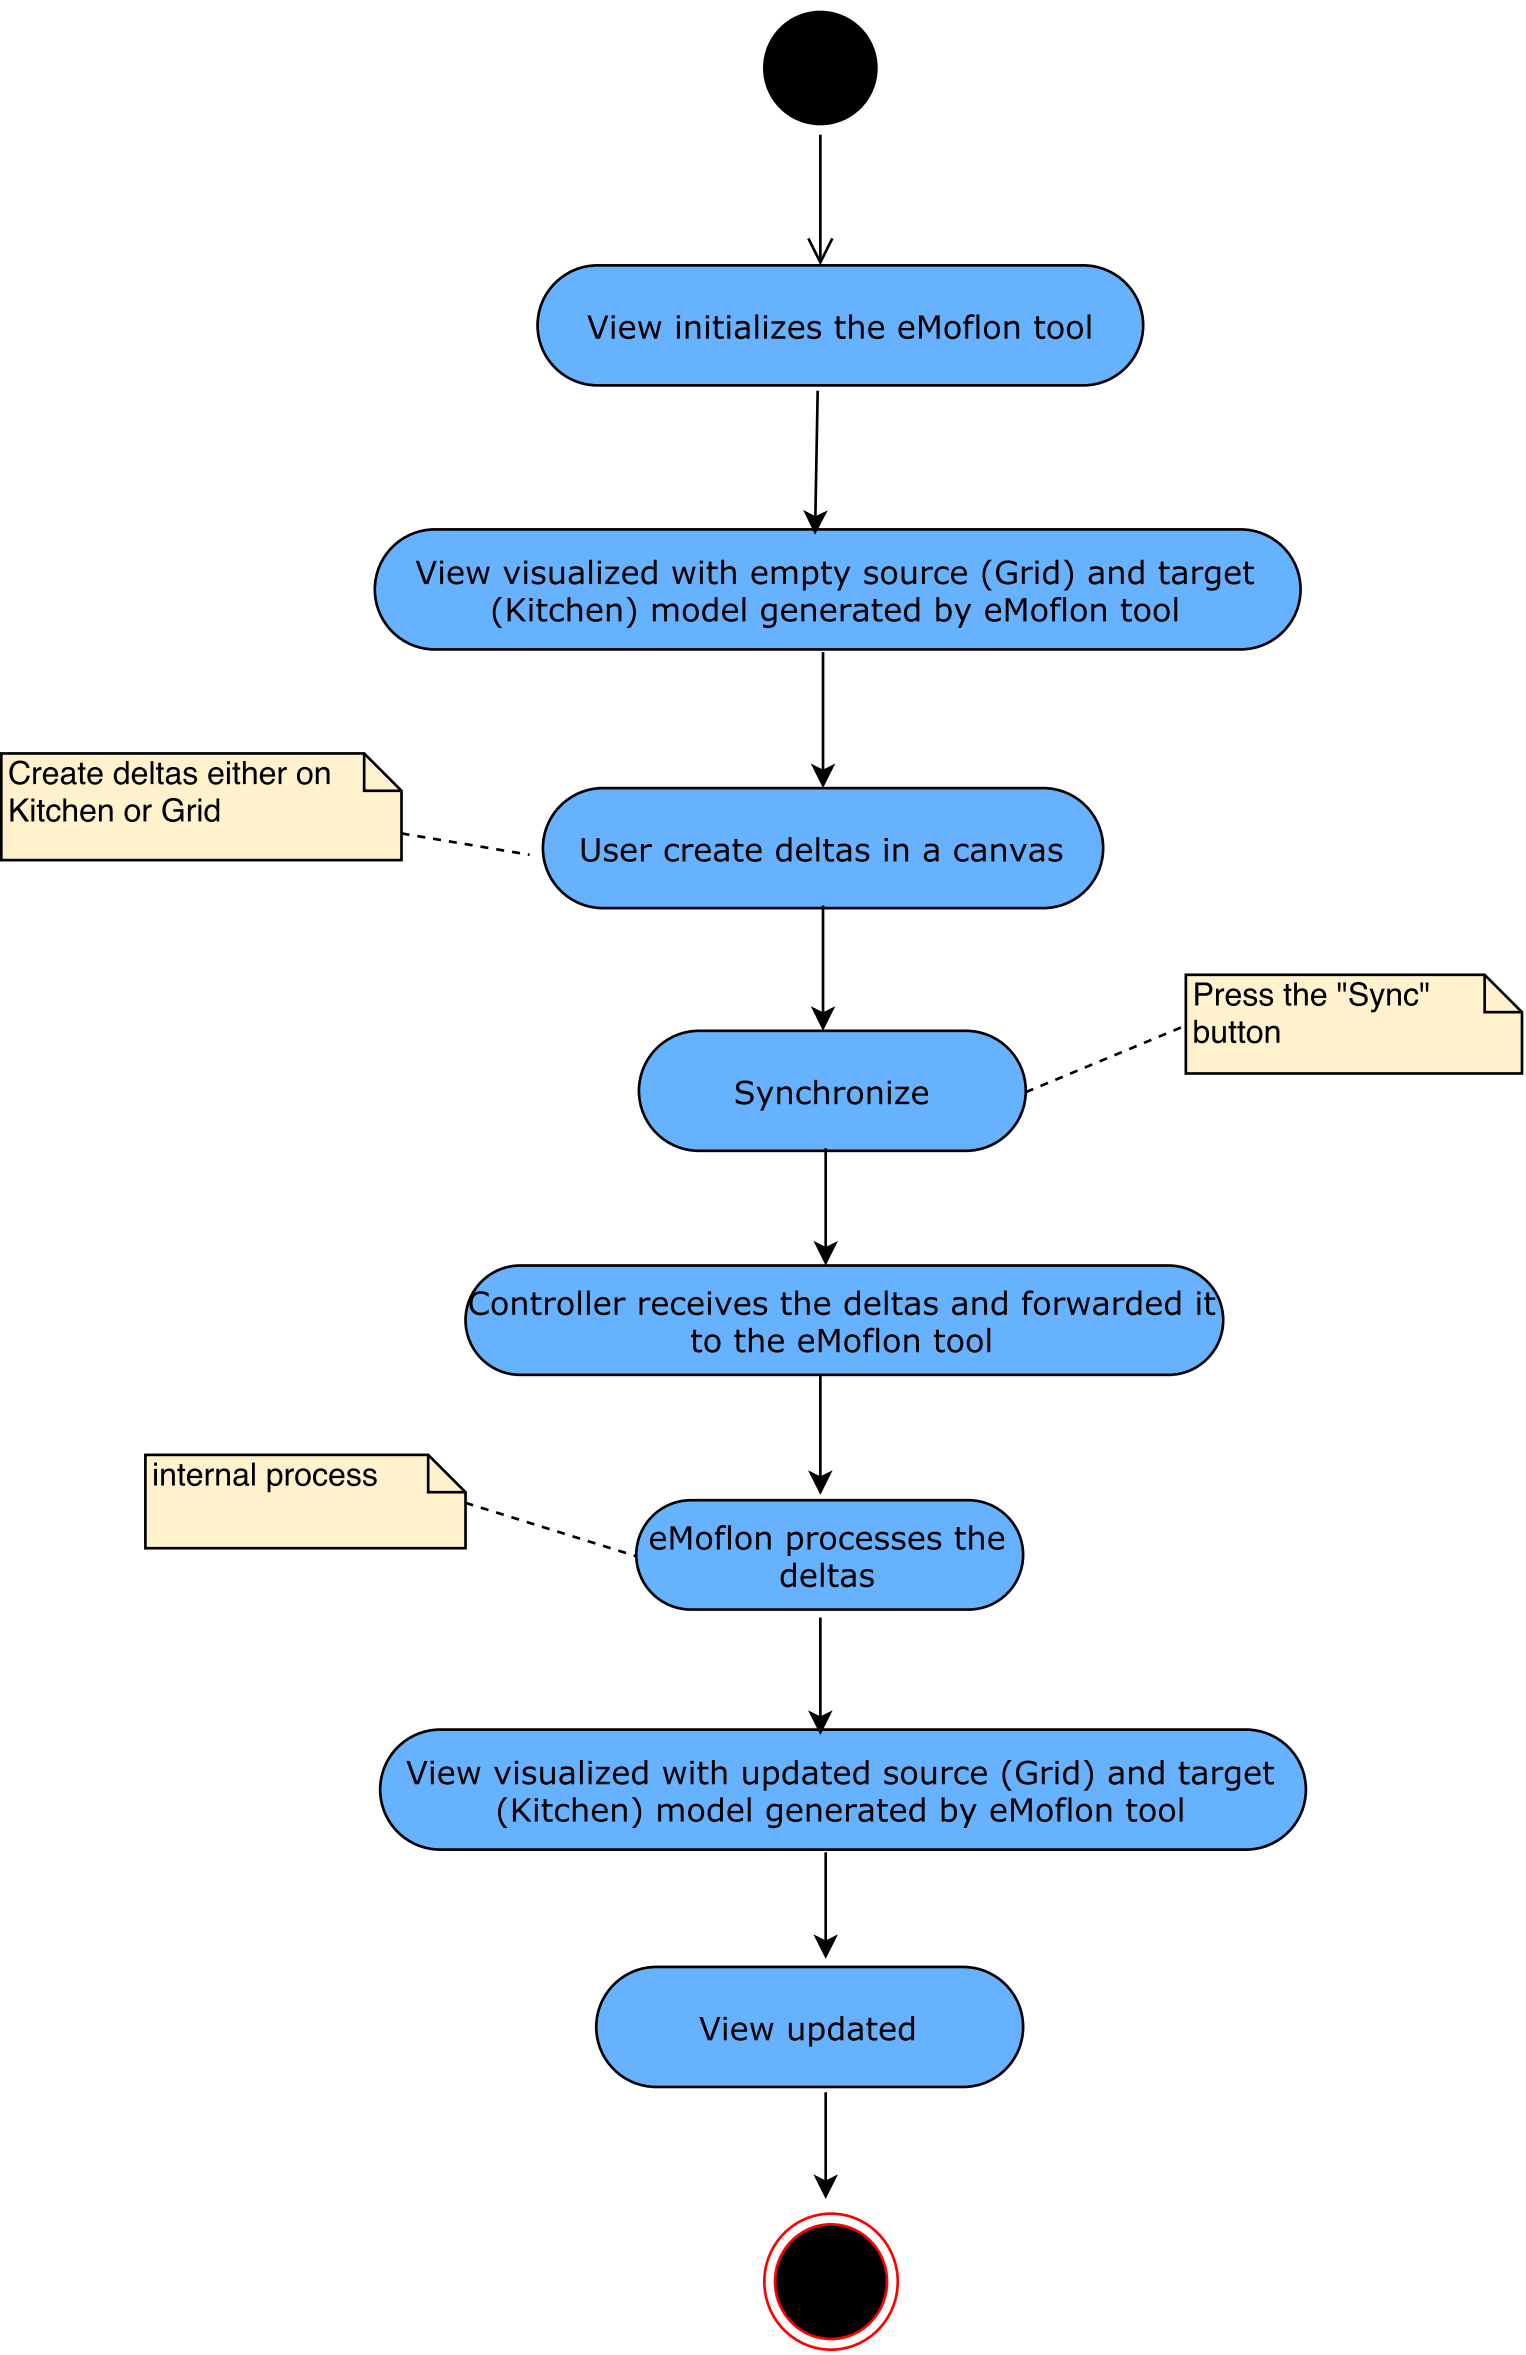 View initializes the eMoflon tool
View visualized with empty source (Grid) and target
(Kitchen) model generated by eMoflon tool
Create deltas either on
Kitchen or Grid
User create deltas in a canvas
Press the "Sync"
button
Synchronize
Controller receives the deltas and forwarded it
to the eMoflon tool
internal process
eMoflon processes the
deltas
View visualized with updated source (Grid) and target
(Kitchen) model generated by eMoflon tool
View updated